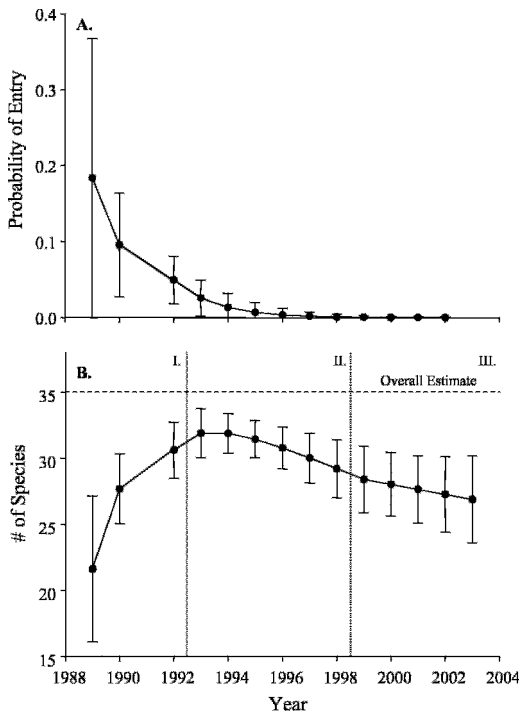 0.4
A.
0.3
0.2
0.1
0.0
Probability of Entry
B.
I.
II.
III.
Overall Estimate
35
30
25
20
15
# of Species
1988 1990 1992 1994 1996 1998 2000 2002 2004
Year